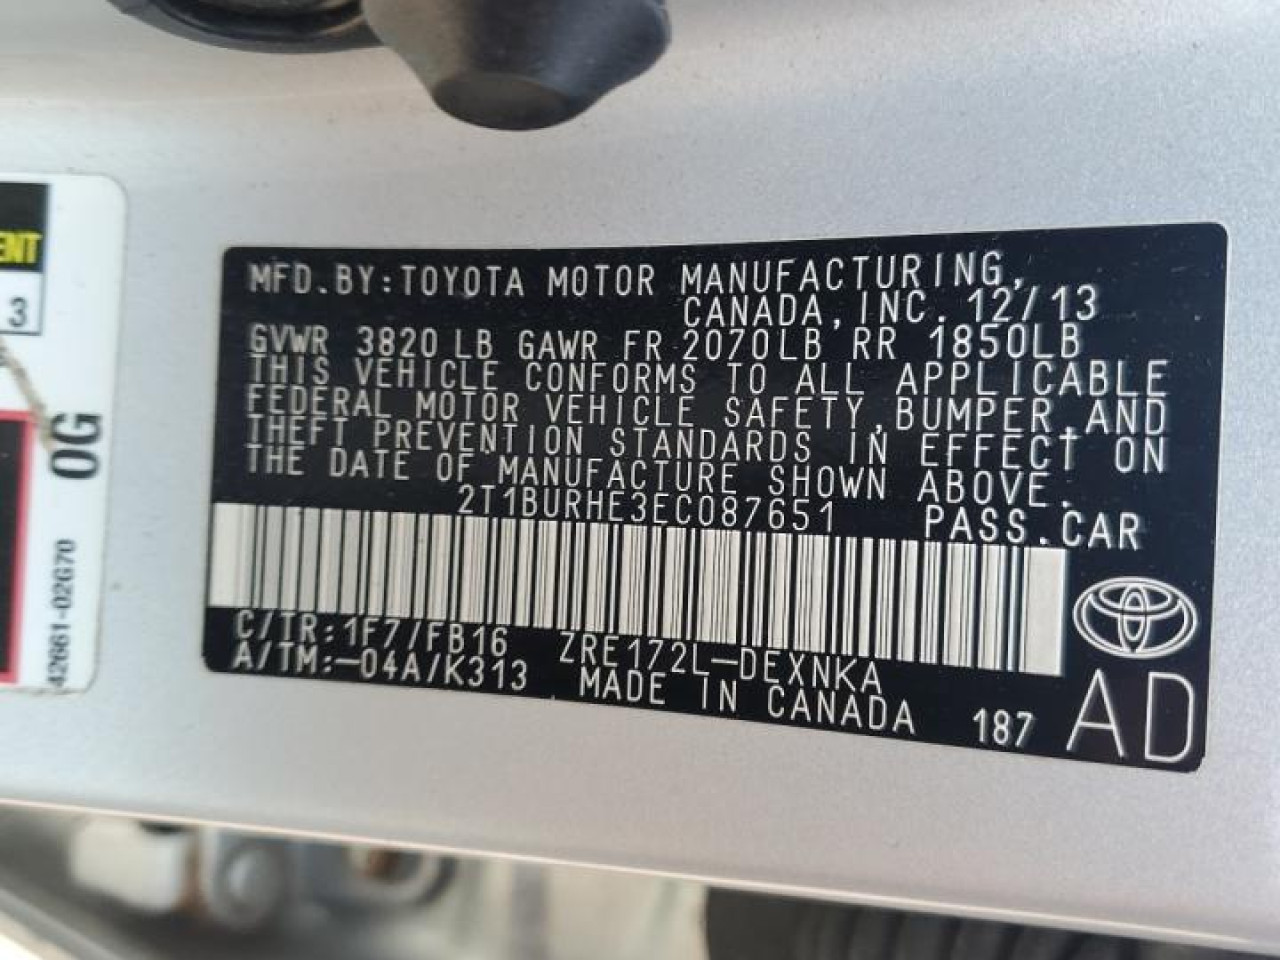 ENT
3
0G
42661-02G70
MFD.BY:TOYOTA MOTOR MANUFACTURING,
CANADA,INC. 12/13
GVWR 3820 LB GAWR FR 2070LB RR 1850LB
THIS VEHICLE CONFORMS TO ALL APPLICABLE
FEDERAL MOTOR VEHICLE SAFETY,BUMPER,AND
THEFT PREVENTION STANDARDS IN EFFECT ON
THE DATE OF MANUFACTURE SHOWN ABOVE.
2T1BURHE3EC087651 PASS.CAR
C/TR:1F7/FB16 ZRE172L-DEXNKA
A/TM:-04A/K313 MADE IN CANADA 187
AD